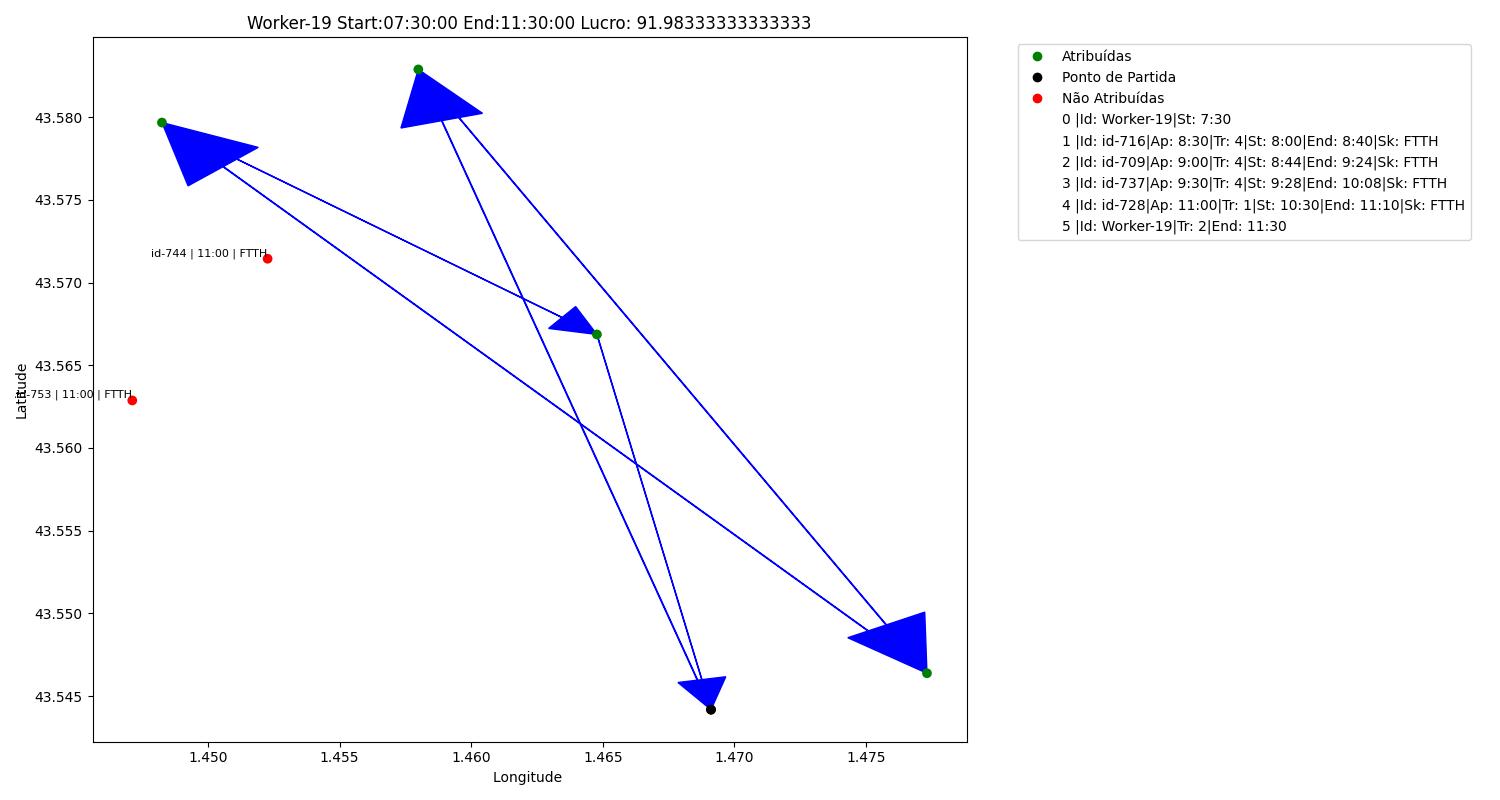 Worker-19 Start:07:30:00 End:11:30:00 Lucro: 91.98333333333333
Atribuídas
Ponto de Partida
Não Atribuídas
0 |Id: Worker-19|St: 7:30
1 |Id: id-716|Ap: 8:30|Tr: 4|St: 8:00|End: 8:40|Sk: FTTH
2 |Id: id-709|Ap: 9:00|Tr: 4|St: 8:44|End: 9:24|Sk: FTTH
3 |Id: id-737|Ap: 9:30|Tr: 4|St: 9:28|End: 10:08|Sk: FTTH
4 |Id: id-728|Ap: 11:00|Tr: 1|St: 10:30|End: 11:10|Sk: FTTH
5 |Id: Worker-19|Tr: 2|End: 11:30
43.580
43.575
id-744 | 11:00 | FTTH
43.570
43.565
id-753 | 11:00 | FTTH
Latitude
43.560
43.555
43.550
43.545
1.450
1.455
1.460
1.465
1.470
1.475
Longitude